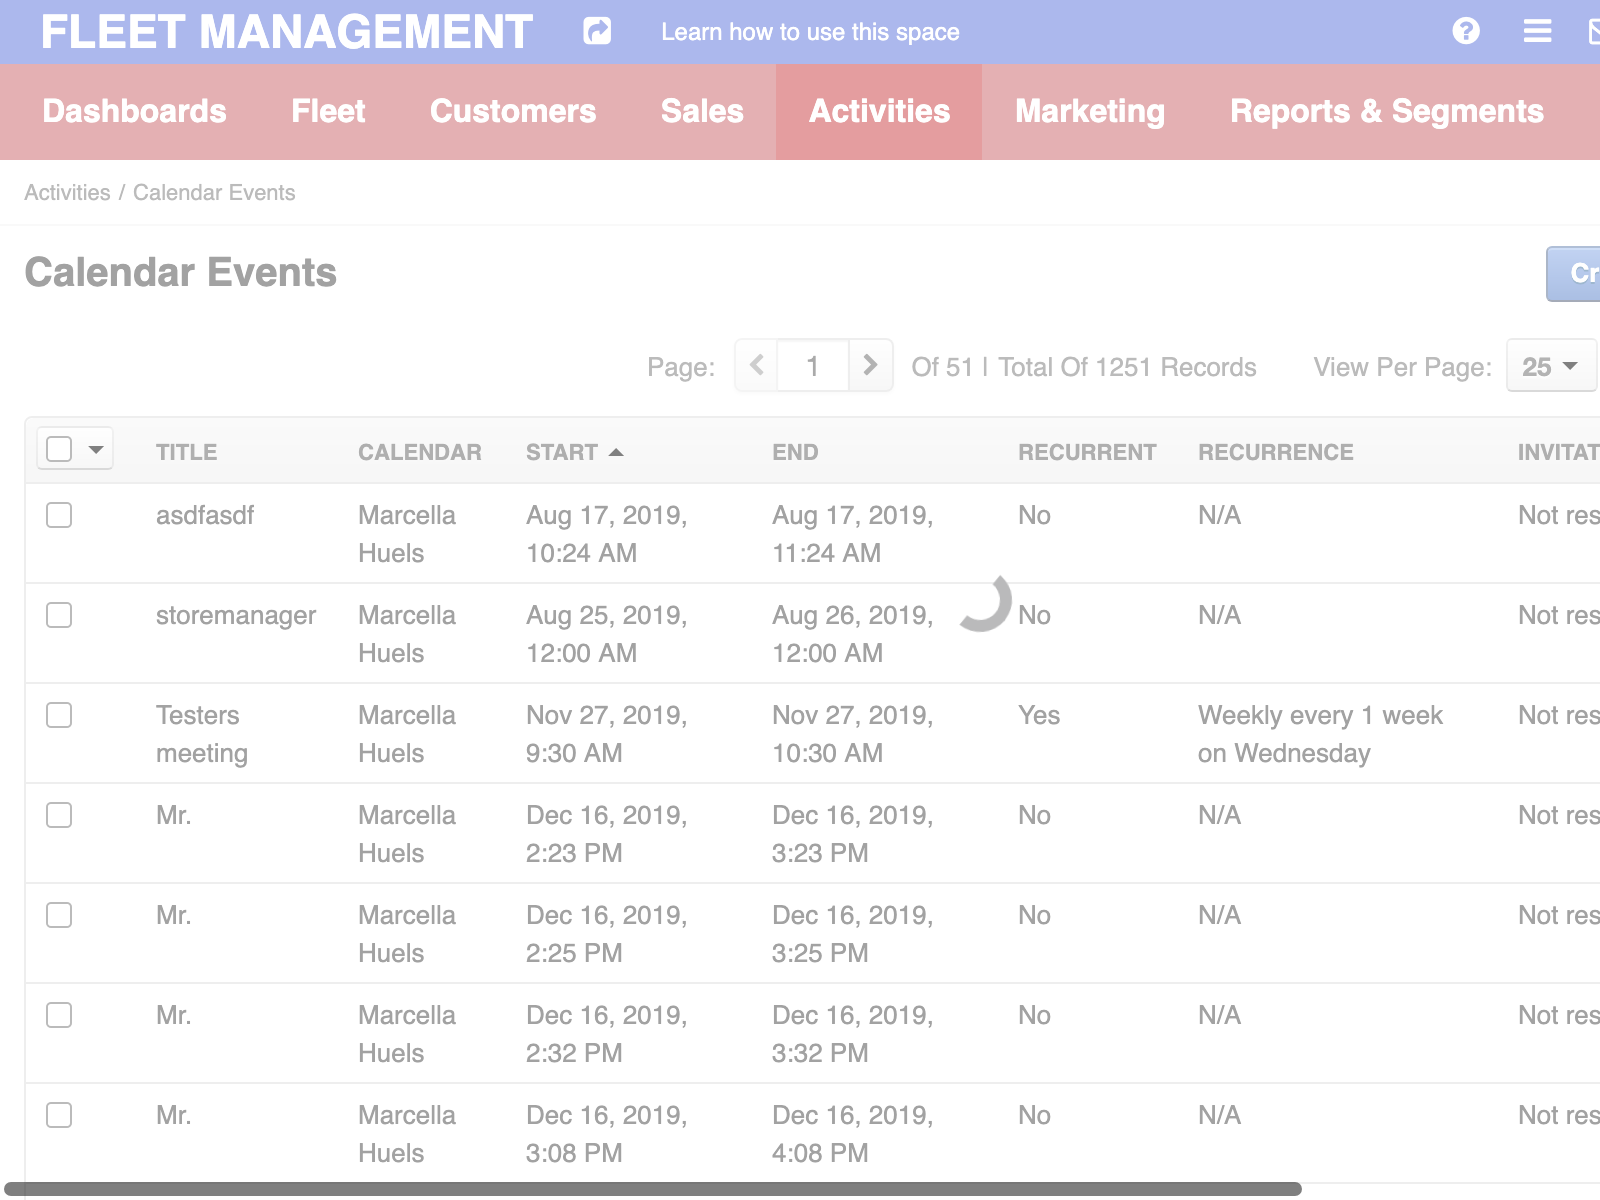 FLEET MANAGEMENT Learn how to use this space
Dashboards Fleet Customers Sales Activities Marketing Reports & Segments
Activities / Calendar Events
Calendar Events
Cr
Page: 1 Of 51 | Total Of 1251 Records View Per Page: 25
TITLE CALENDAR START END RECURRENT RECURRENCE INVITAT
asdfasdf Marcella Aug 17, 2019, Aug 17, 2019, No N/A Not res
Huels 10:24 AM 11:24 AM
storemanager Marcella Aug 25, 2019, Aug 26, 2019, No N/A Not res
Huels 12:00 AM 12:00 AM
Testers Marcella Nov 27, 2019, Nov 27, 2019, Yes Weekly every 1 week Not res
meeting Huels 9:30 AM 10:30 AM on Wednesday
Mr. Marcella Dec 16, 2019, Dec 16, 2019, No N/A Not res
Huels 2:23 PM 3:23 PM
Mr. Marcella Dec 16, 2019, Dec 16, 2019, No N/A Not res
Huels 2:25 PM 3:25 PM
Mr. Marcella Dec 16, 2019, Dec 16, 2019, No N/A Not res
Huels 2:32 PM 3:32 PM
Mr. Marcella Dec 16, 2019, Dec 16, 2019, No N/A Not res
Huels 3:08 PM 4:08 PM